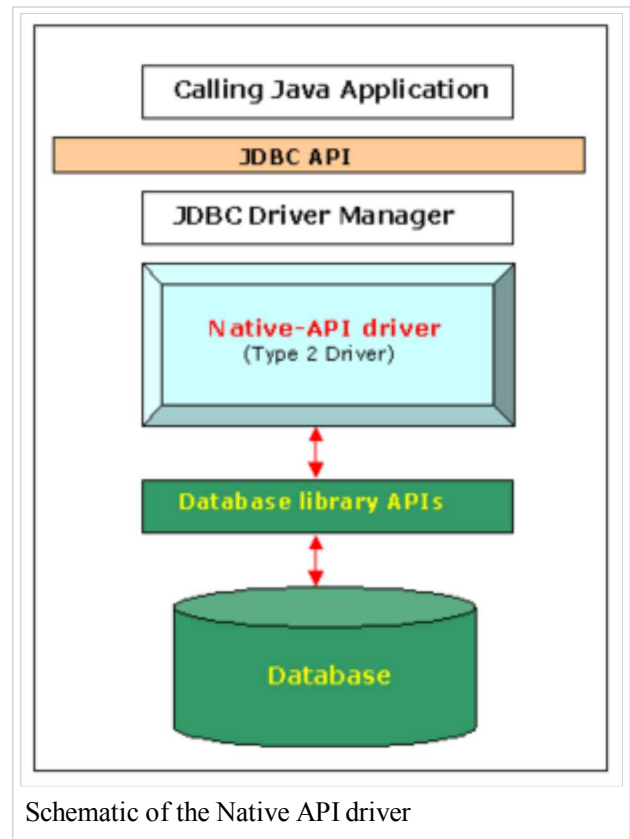 Calling Java Application
JDBC API
JDBC Driver Manager
Native-API driver
(Type 2 Driver)
Database library APIs
Database
Schematic of the Native API driver